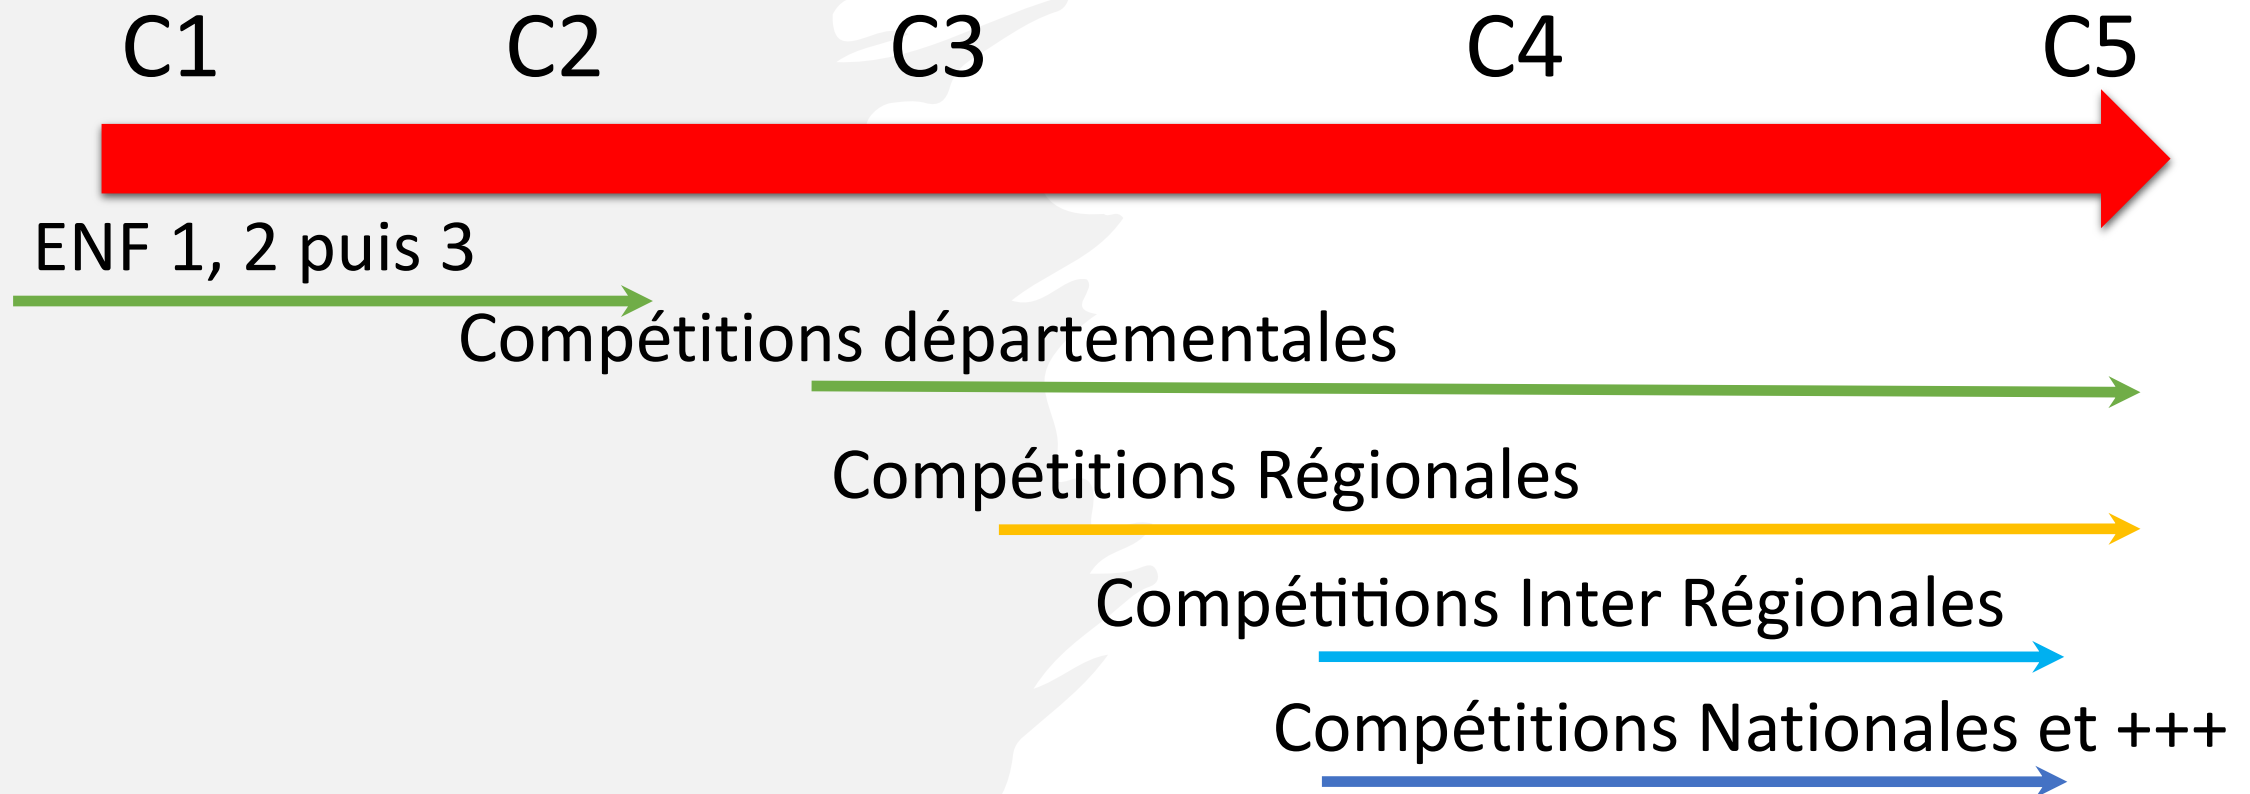 C1 C2 C3 C4 C5
ENF 1, 2 puis 3
Compétitions départementales
Compétitions Régionales
Compétitions Inter Régionales
Compétitions Nationales et +++